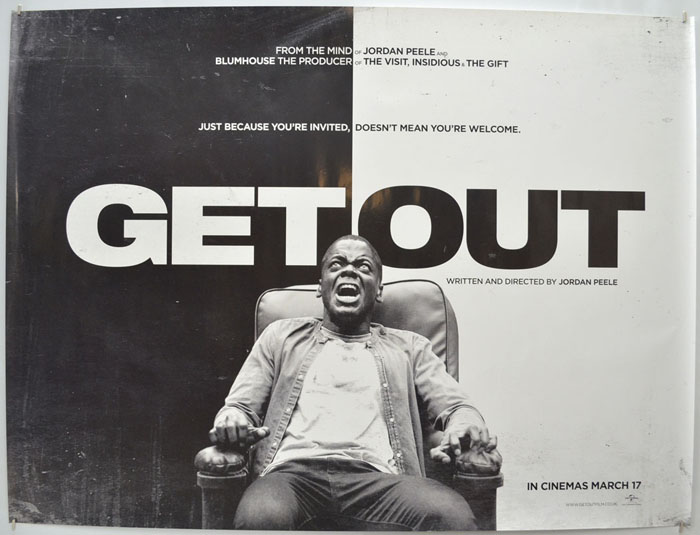 FROM THE MIND OF JORDAN PEELE AND
BLUMHOUSE THE PRODUCER OF THE VISIT, INSIDIOUS & THE GIFT
JUST BECAUSE YOU'RE INVITED, DOESN'T MEAN YOU'RE WELCOME.
GET OUT
WRITTEN AND DIRECTED BY JORDAN PEELE
IN CINEMAS MARCH 17